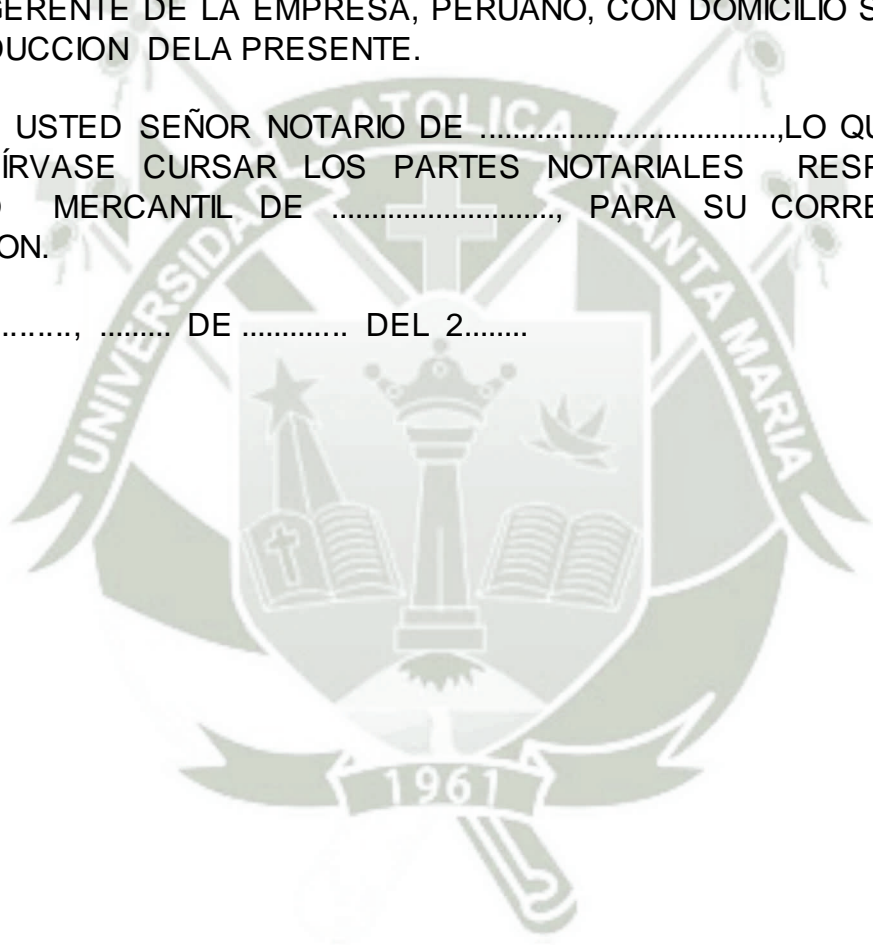 GERENTE DE LA EMPRESA, PERUANO, CON DOMICILIO S
DUCCION DELA PRESENTE.
USTED SEÑOR NOTARIO DE ....................................,LO QU
ÍRVASE CURSAR LOS PARTES NOTARIALES RESP
MERCANTIL DE ............................, PARA SU CORRE
ON.
.........., ......... DE ............. DEL 2........
UNIVERSIDAD CATOLICA SANTA MARIA
1961